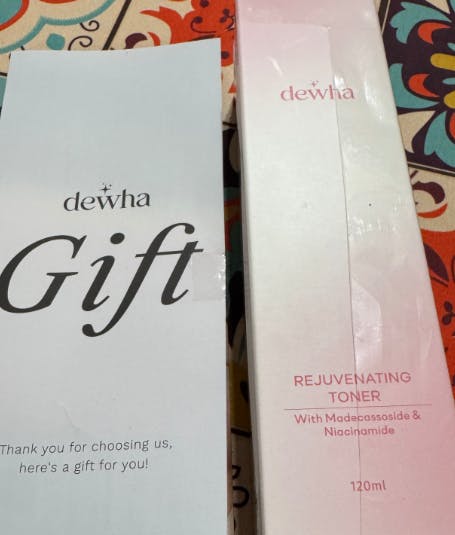 dewha
Gift
Thank you for choosing us,
here's a gift for you!
dewha
REJUVENATING
TONER
With Madecassoside &
Niacinamide
120ml